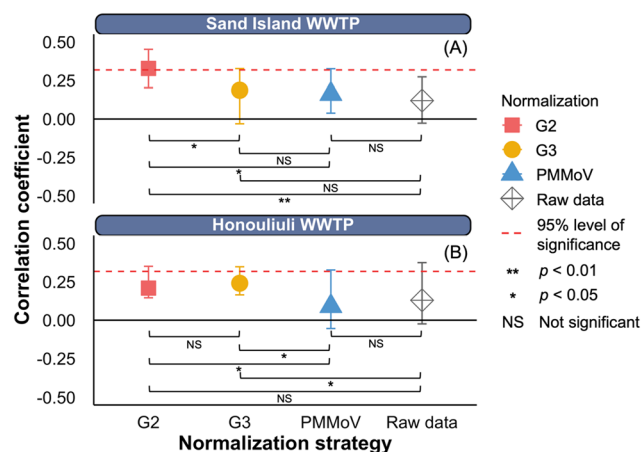 Sand Island WWTP
(A)
0.50
0.25
0.00
-0.25
-0.50
*
NS
NS
*
NS
**
Honouliuli WWTP
(B)
0.50
0.25
0.00
-0.25
-0.50
NS
*
NS
*
*
NS
G2
G3
PMMoV
Raw data
Normalization strategy
Correlation coefficient
Normalization
G2
G3
PMMoV
Raw data
95% level of
significance
** p < 0.01
* p < 0.05
NS Not significant